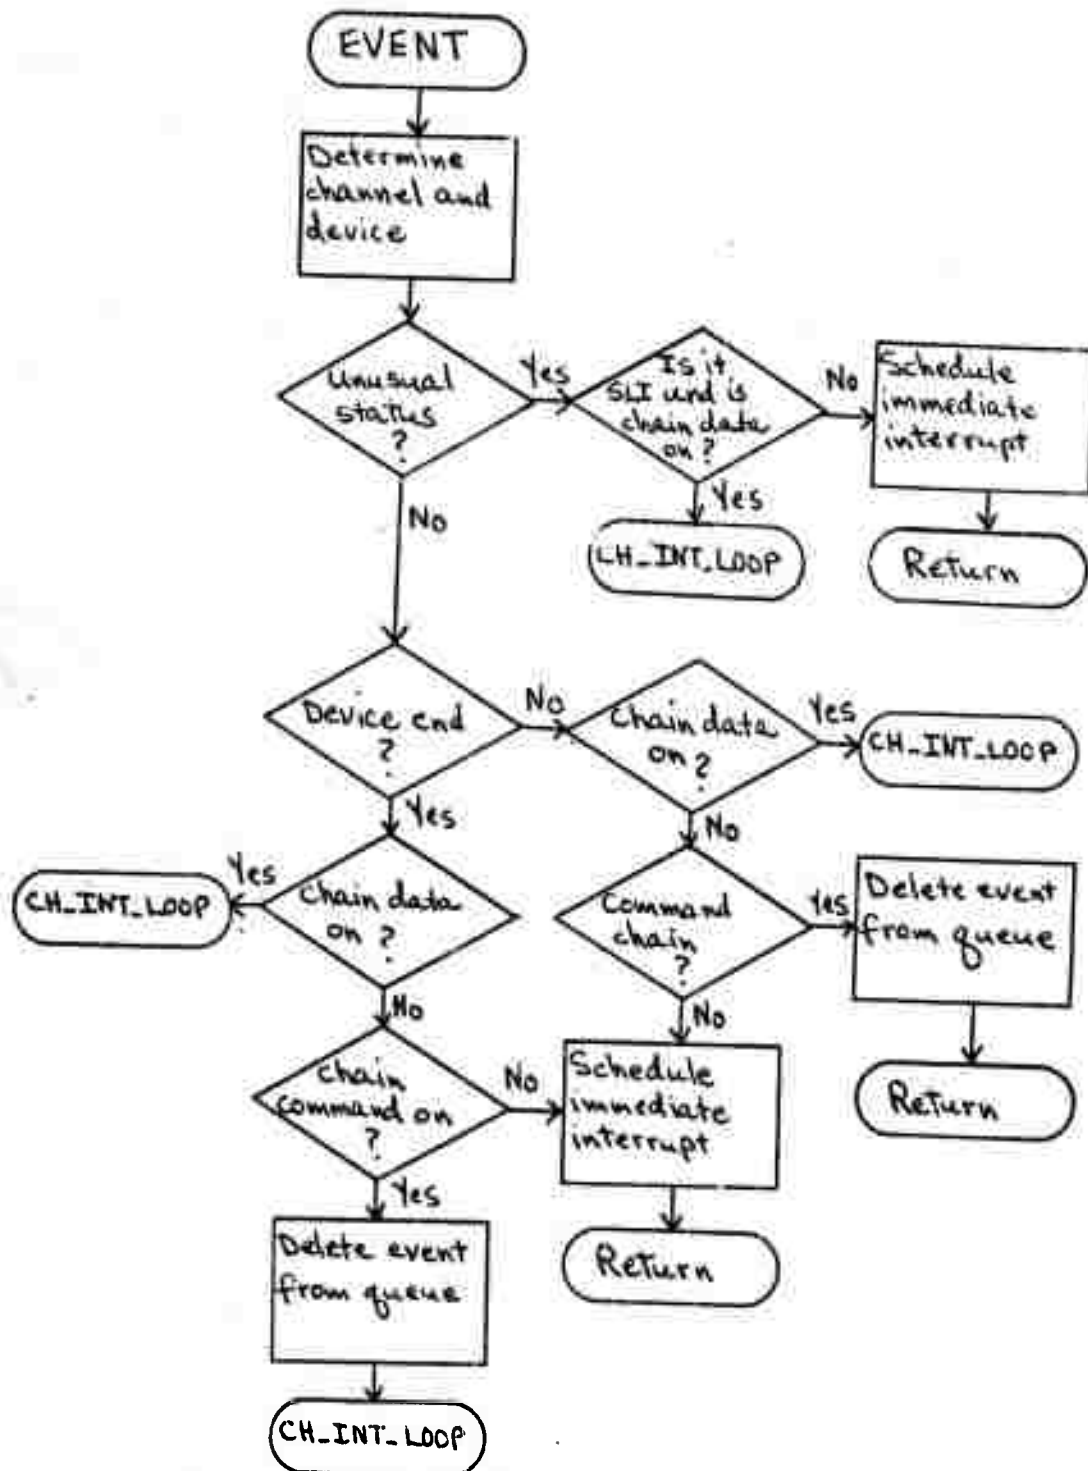 EVENT
Determine
channel and
device
Unusual
status
?
Yes
Is it
SLI und is
chain data
on?
No
Schedule
immediate
interrupt
Yes
CH_INT_LOOP
Return
No
Device end
?
No
Chain data
on?
Yes
CH_INT_LOOP
Yes
No
Chain data
on?
Yes
CH_INT_LOOP
Command
chain
?
Yes
Delete event
from queue
No
No
Return
Chain
command on
?
No
Schedule
immediate
interrupt
Yes
Return
Delete event
from queue
CH_INT_LOOP